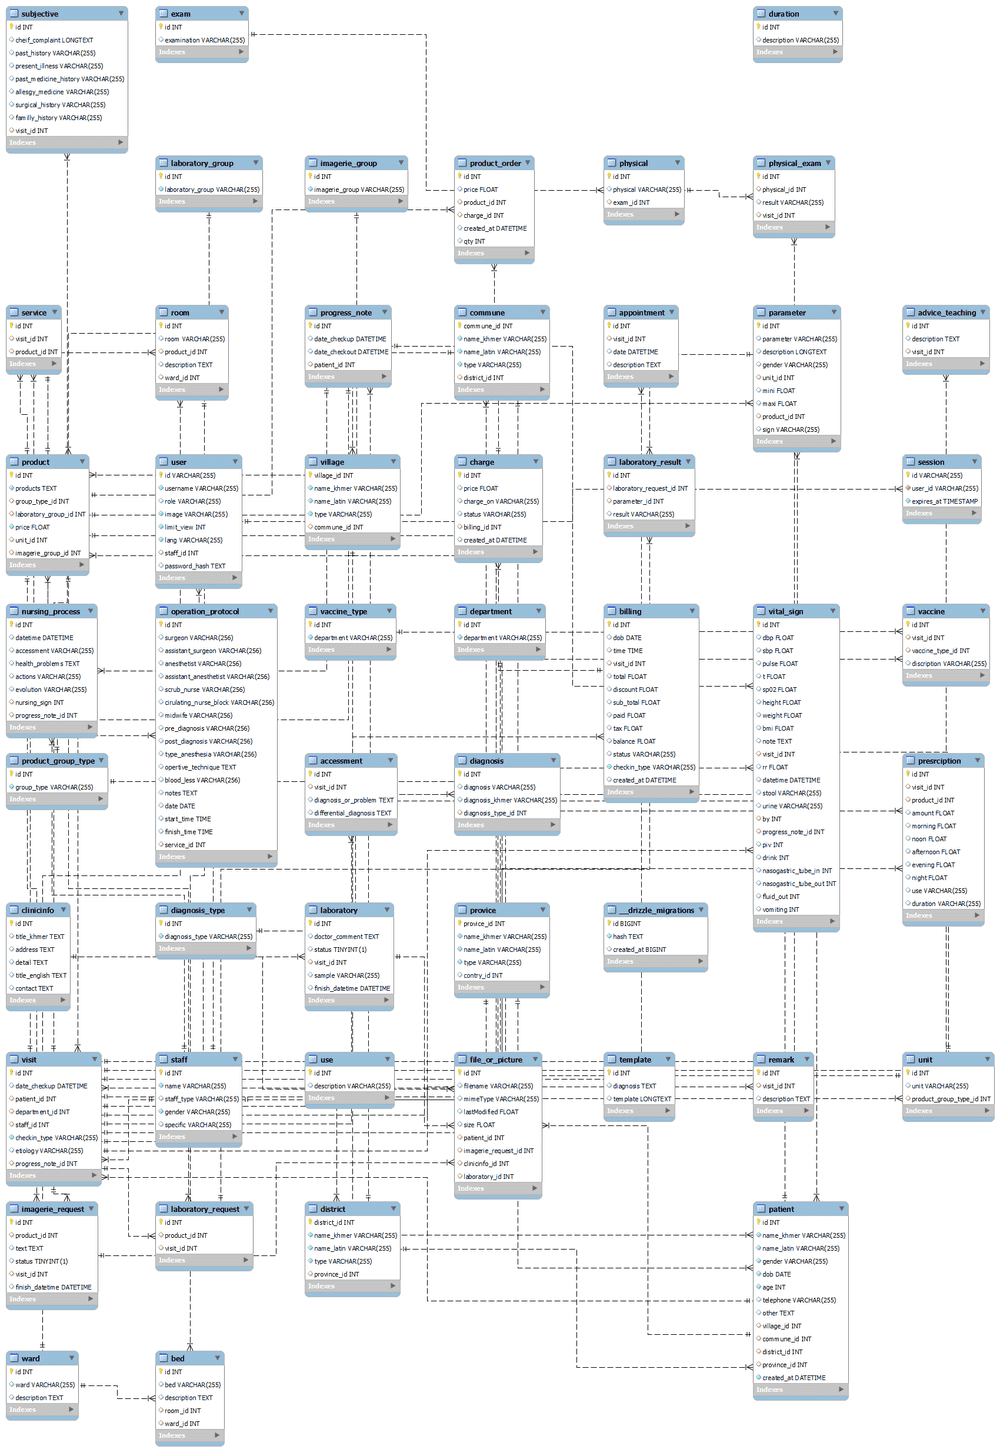 subjective
id INT
cheif_complaint LONGTEXT
past_history VARCHAR(255)
present_illness VARCHAR(255)
past_medicine_history VARCHAR(255)
allesgy_medicine VARCHAR(255)
surgical_history VARCHAR(255)
familly_history VARCHAR(255)
visit_id INT
Indexes
exam
id INT
examination VARCHAR(255)
Indexes
duration
id INT
description VARCHAR(255)
Indexes
laboratory_group
id INT
laboratory_group VARCHAR(255)
Indexes
imagerie_group
id INT
imagerie_group VARCHAR(255)
Indexes
product_order
id INT
price FLOAT
product_id INT
charge_id INT
created_at DATETIME
qty INT
Indexes
physical
id INT
physical VARCHAR(255)
exam_id INT
Indexes
physical_exam
id INT
physical_id INT
result VARCHAR(255)
visit_id INT
Indexes
service
id INT
visit_id INT
product_id INT
Indexes
room
id INT
room VARCHAR(255)
product_id INT
description TEXT
ward_id INT
Indexes
progress_note
id INT
date_checkup DATETIME
date_checkout DATETIME
patient_id INT
Indexes
commune
commune_id INT
name_khmer VARCHAR(255)
name_latin VARCHAR(255)
type VARCHAR(255)
district_id INT
Indexes
appointment
id INT
visit_id INT
date DATETIME
description TEXT
Indexes
parameter
id INT
parameter VARCHAR(255)
description LONGTEXT
gender VARCHAR(255)
unit_id INT
mini FLOAT
maxi FLOAT
product_id INT
sign VARCHAR(255)
Indexes
advice_teaching
id INT
description TEXT
visit_id INT
Indexes
product
id INT
products TEXT
group_type_id INT
laboratory_group_id INT
price FLOAT
unit_id INT
imagerie_group_id INT
Indexes
user
id VARCHAR(255)
username VARCHAR(255)
role VARCHAR(255)
image VARCHAR(255)
limit_view INT
lang VARCHAR(255)
staff_id INT
password_hash TEXT
Indexes
village
village_id INT
name_khmer VARCHAR(255)
name_latin VARCHAR(255)
type VARCHAR(255)
commune_id INT
Indexes
charge
id INT
price FLOAT
charge_on VARCHAR(255)
status VARCHAR(255)
billing_id INT
created_at DATETIME
Indexes
laboratory_result
id INT
laboratory_request_id INT
parameter_id INT
result VARCHAR(255)
Indexes
session
id VARCHAR(255)
user_id VARCHAR(255)
expires_at TIMESTAMP
Indexes
nursing_process
id INT
datetime DATETIME
accessment VARCHAR(255)
health_problems TEXT
actions VARCHAR(255)
evolution VARCHAR(255)
nursing_sign INT
progress_note_id INT
Indexes
operation_protocol
id INT
surgeon VARCHAR(256)
assistant_surgeon VARCHAR(256)
anesthetist VARCHAR(256)
assistant_anesthetist VARCHAR(256)
scrub_nurse VARCHAR(256)
cirulating_nurse_block VARCHAR(256)
midwife VARCHAR(256)
pre_diagnosis VARCHAR(256)
post_diagnosis VARCHAR(256)
type_anesthesia VARCHAR(256)
opertive_technique TEXT
blood_less VARCHAR(256)
notes TEXT
date DATE
start_time TIME
finish_time TIME
service_id INT
Indexes
vaccine_type
id INT
department VARCHAR(255)
Indexes
department
id INT
department VARCHAR(255)
Indexes
billing
id INT
dob DATE
time TIME
visit_id INT
total FLOAT
discount FLOAT
sub_total FLOAT
paid FLOAT
tax FLOAT
balance FLOAT
status VARCHAR(255)
checkin_type VARCHAR(255)
created_at DATETIME
Indexes
vital_sign
id INT
dbp FLOAT
sbp FLOAT
pulse FLOAT
t FLOAT
sp02 FLOAT
height FLOAT
weight FLOAT
bmi FLOAT
note TEXT
visit_id INT
rr FLOAT
datetime DATETIME
stool VARCHAR(255)
urine VARCHAR(255)
by INT
progress_note_id INT
piv INT
drink INT
nasogastric_tube_in INT
nasogastric_tube_out INT
fluid_out INT
vomiting INT
Indexes
vaccine
id INT
visit_id INT
vaccine_type_id INT
discription VARCHAR(255)
Indexes
product_group_type
id INT
group_type VARCHAR(255)
Indexes
accessment
id INT
visit_id INT
diagnosis_or_problem TEXT
differential_diagnosis TEXT
Indexes
diagnosis
id INT
diagnosis VARCHAR(255)
diagnosis_khmer VARCHAR(255)
diagnosis_type_id INT
Indexes
presrciption
id INT
visit_id INT
product_id INT
amount FLOAT
morning FLOAT
noon FLOAT
afternoon FLOAT
evening FLOAT
night FLOAT
use VARCHAR(255)
duration VARCHAR(255)
Indexes
clinicinfo
id INT
title_khmer TEXT
address TEXT
detail TEXT
title_english TEXT
contact TEXT
Indexes
diagnosis_type
id INT
diagnosis_type VARCHAR(255)
Indexes
laboratory
id INT
doctor_comment TEXT
status TINYINT(1)
visit_id INT
sample VARCHAR(255)
finish_datetime DATETIME
Indexes
provice
provice_id INT
name_khmer VARCHAR(255)
name_latin VARCHAR(255)
type VARCHAR(255)
contry_id INT
Indexes
__drizzle_migrations
id BIGINT
hash TEXT
created_at BIGINT
Indexes
visit
id INT
date_checkup DATETIME
patient_id INT
department_id INT
staff_id INT
checkin_type VARCHAR(255)
etiology VARCHAR(255)
progress_note_id INT
Indexes
staff
id INT
name VARCHAR(255)
staff_type VARCHAR(255)
gender VARCHAR(255)
specific VARCHAR(255)
Indexes
use
id INT
description VARCHAR(255)
Indexes
file_or_picture
id INT
filename VARCHAR(255)
mimeType VARCHAR(255)
lastModified FLOAT
size FLOAT
patient_id INT
imagerie_request_id INT
clinicinfo_id INT
laboratory_id INT
Indexes
template
id INT
diagnosis TEXT
template LONGTEXT
Indexes
remark
id INT
visit_id INT
description TEXT
Indexes
unit
id INT
unit VARCHAR(255)
product_group_type_id INT
Indexes
imagerie_request
id INT
product_id INT
text TEXT
status TINYINT(1)
visit_id INT
finish_datetime DATETIME
Indexes
laboratory_request
id INT
product_id INT
visit_id INT
Indexes
district
district_id INT
name_khmer VARCHAR(255)
name_latin VARCHAR(255)
type VARCHAR(255)
province_id INT
Indexes
patient
id INT
name_khmer VARCHAR(255)
name_latin VARCHAR(255)
gender VARCHAR(255)
dob DATE
age INT
telephone VARCHAR(255)
other TEXT
village_id INT
commune_id INT
district_id INT
province_id INT
created_at DATETIME
Indexes
ward
id INT
ward VARCHAR(255)
description TEXT
Indexes
bed
id INT
bed VARCHAR(255)
description TEXT
room_id INT
ward_id INT
Indexes